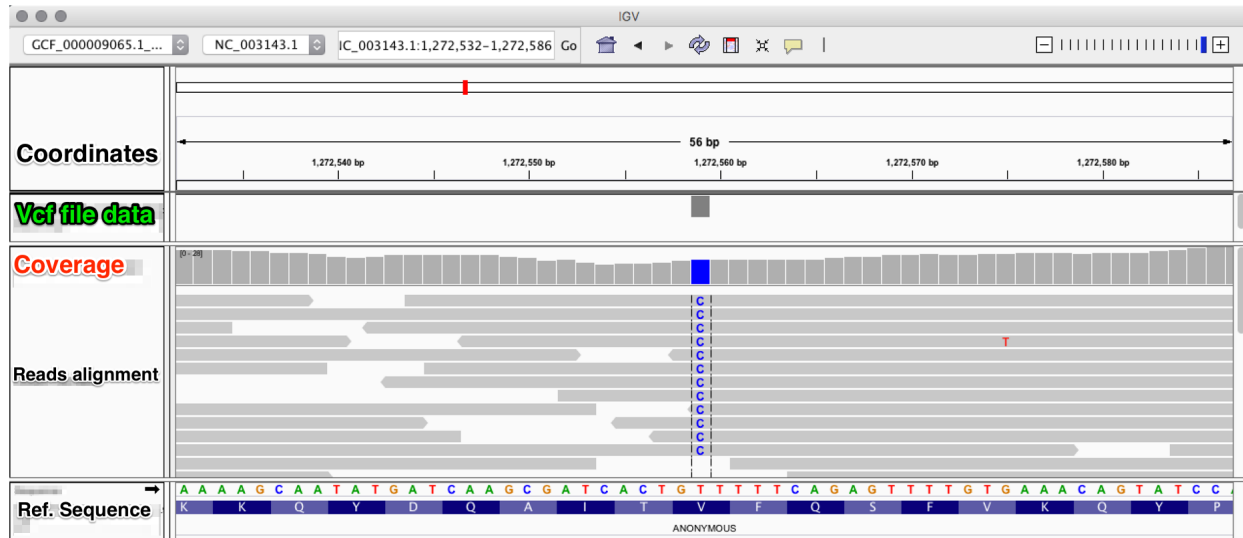 IGV
GCF_000009065.1_...
NC_003143.1
IC_003143.1:1,272,532-1,272,586
Go
56 bp
Coordinates
1,272,540 bp 1,272,550 bp 1,272,560 bp 1,272,570 bp 1,272,580 bp
Vcf file data
Coverage
[0 - 28]
C
C
C
C T
C
C
C
C
C
C
C
C
Reads alignment
A A A A G C A A T A T G A T C A A G C G A T C A C T G T T T T T C A G A G T T T T G T G A A A C A G T A T C C A
Ref. Sequence
K K Q Y D Q A I T V F Q S F V K Q Y P
ANONYMOUS